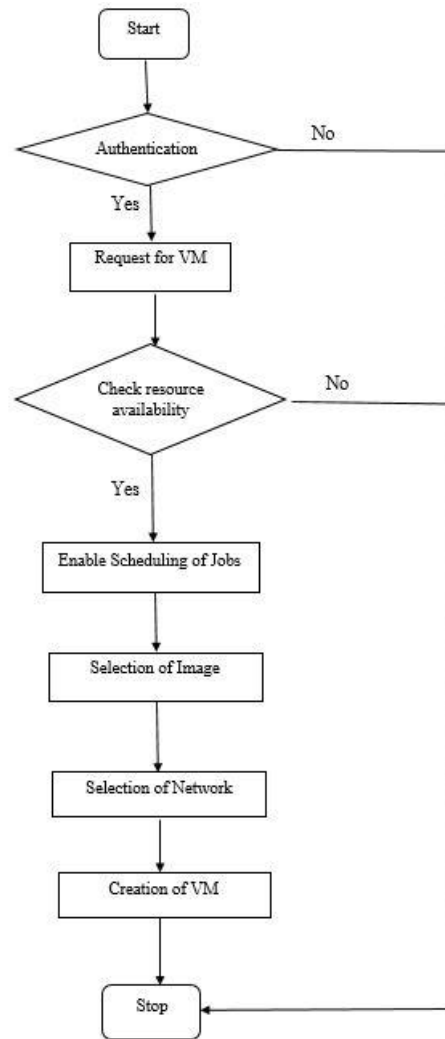 Start
Authentication
No
Yes
Request for VM
Check resource
availability
No
Yes
Enable Scheduling of Jobs
Selection of Image
Selection of Network
Creation of VM
Stop